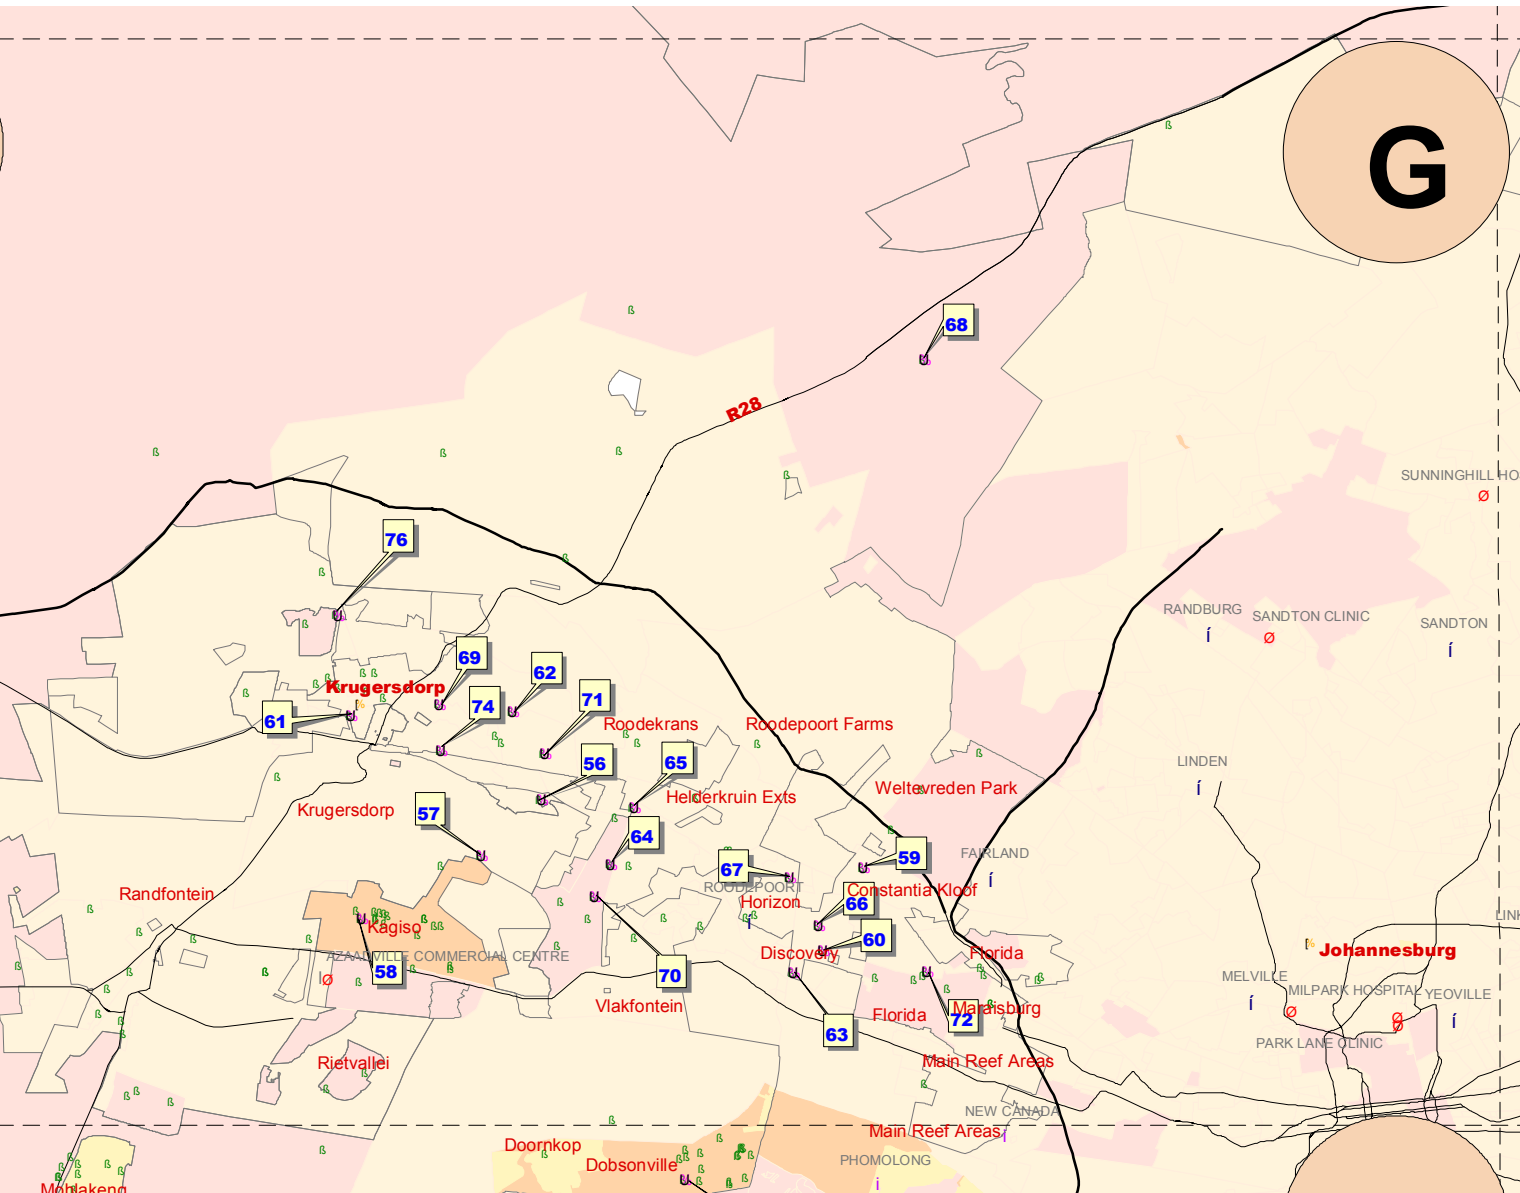 G
68
R28
SUNNINGHILL HO
76
RANDBURG
SANDTON CLINIC
SANDTON
69
62
Krugersdorp
71
74
61
Roodekrans
Roodepoort Farms
56
65
LINDEN
Weltevreden Park
Helderkruin Exts
Krugersdorp
57
64
59
FAIRLAND
67
ROODEPOORT
Constantia Kloof
Randfontein
Horizon
66
LINK
Kagiso
60
AZAADVILLE COMMERCIAL CENTRE
Discovery
Florida
Johannesburg
58
70
MELVILLE
MILPARK HOSPITAL
YEOVILLE
Vlakfontein
Maraisburg
Florida
72
63
PARK LANE CLINIC
Rietvallei
Main Reef Areas
NEW CANADA
Main Reef Areas
Doornkop
Dobsonville
PHOMOLONG
Mohlakeng